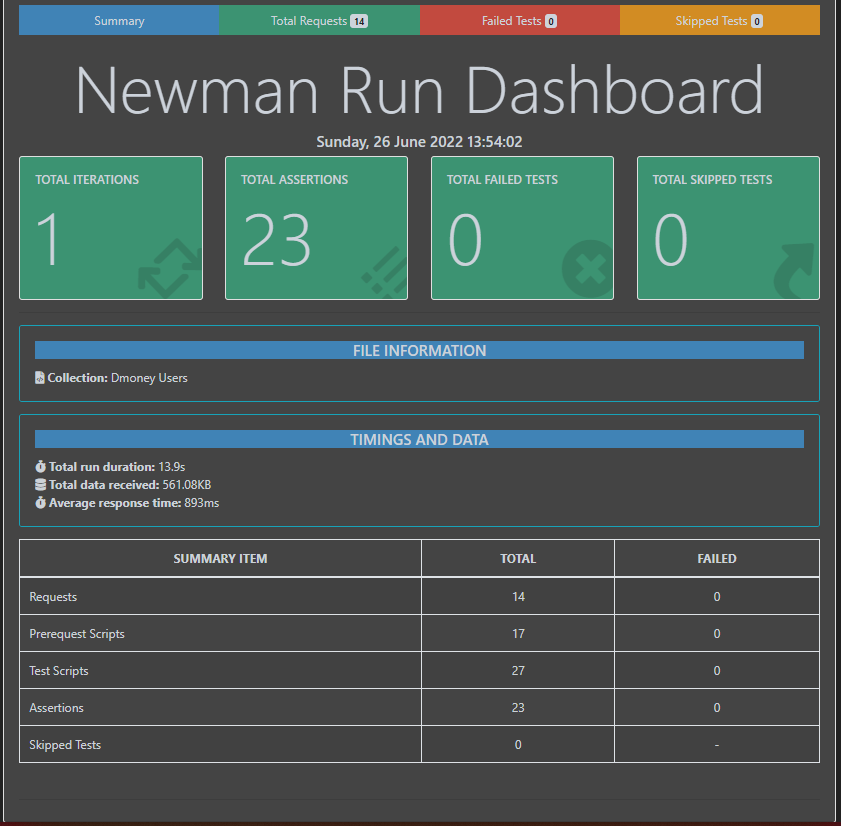 Summary Total Requests 14 Failed Tests 0 Skipped Tests 0
Newman Run Dashboard
Sunday, 26 June 2022 13:54:02
TOTAL ITERATIONS TOTAL ASSERTIONS TOTAL FAILED TESTS TOTAL SKIPPED TESTS
1 23 0 0
FILE INFORMATION
Collection: Dmoney Users
TIMINGS AND DATA
Total run duration: 13.9s
Total data received: 561.08KB
Average response time: 893ms
SUMMARY ITEM TOTAL FAILED
Requests 14 0
Prerequest Scripts 17 0
Test Scripts 27 0
Assertions 23 0
Skipped Tests 0 -